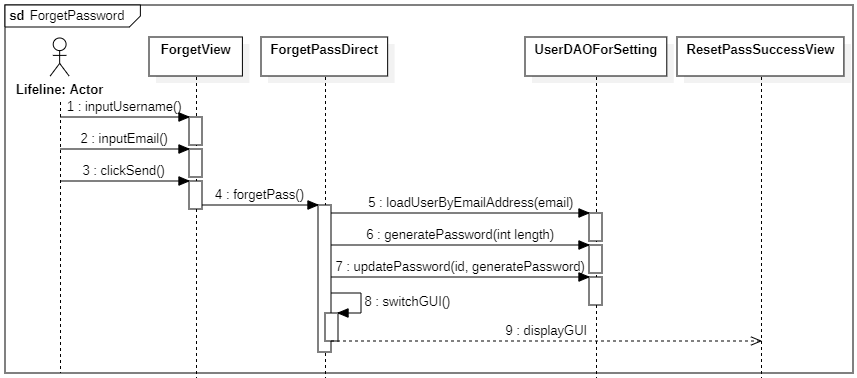 sd ForgetPassword
ForgetView
ForgetPassDirect
UserDAOForSetting
ResetPassSuccessView
Lifeline: Actor
1 : inputUsername()
2 : inputEmail()
3 : clickSend()
4 : forgetPass()
5 : loadUserByEmailAddress(email)
6 : generatePassword(int length)
7 : updatePassword(id, generatePassword)
8 : switchGUI()
9 : displayGUI